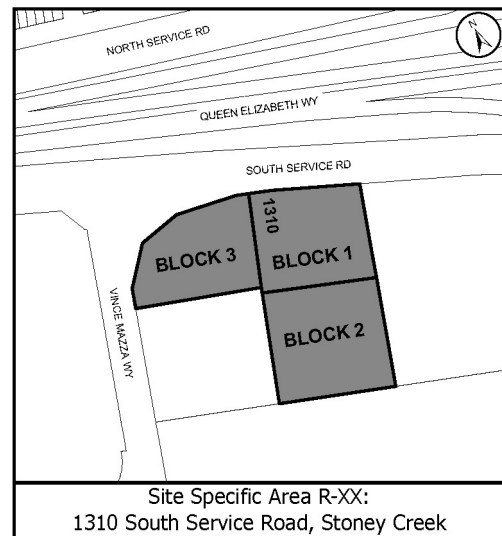 NORTH SERVICE RD
N
QUEEN ELIZABETH WY
SOUTH SERVICE RD
1310
BLOCK 3
BLOCK 1
VINCE MAZZA WY
BLOCK 2
Site Specific Area R-XX:
1310 South Service Road, Stoney Creek